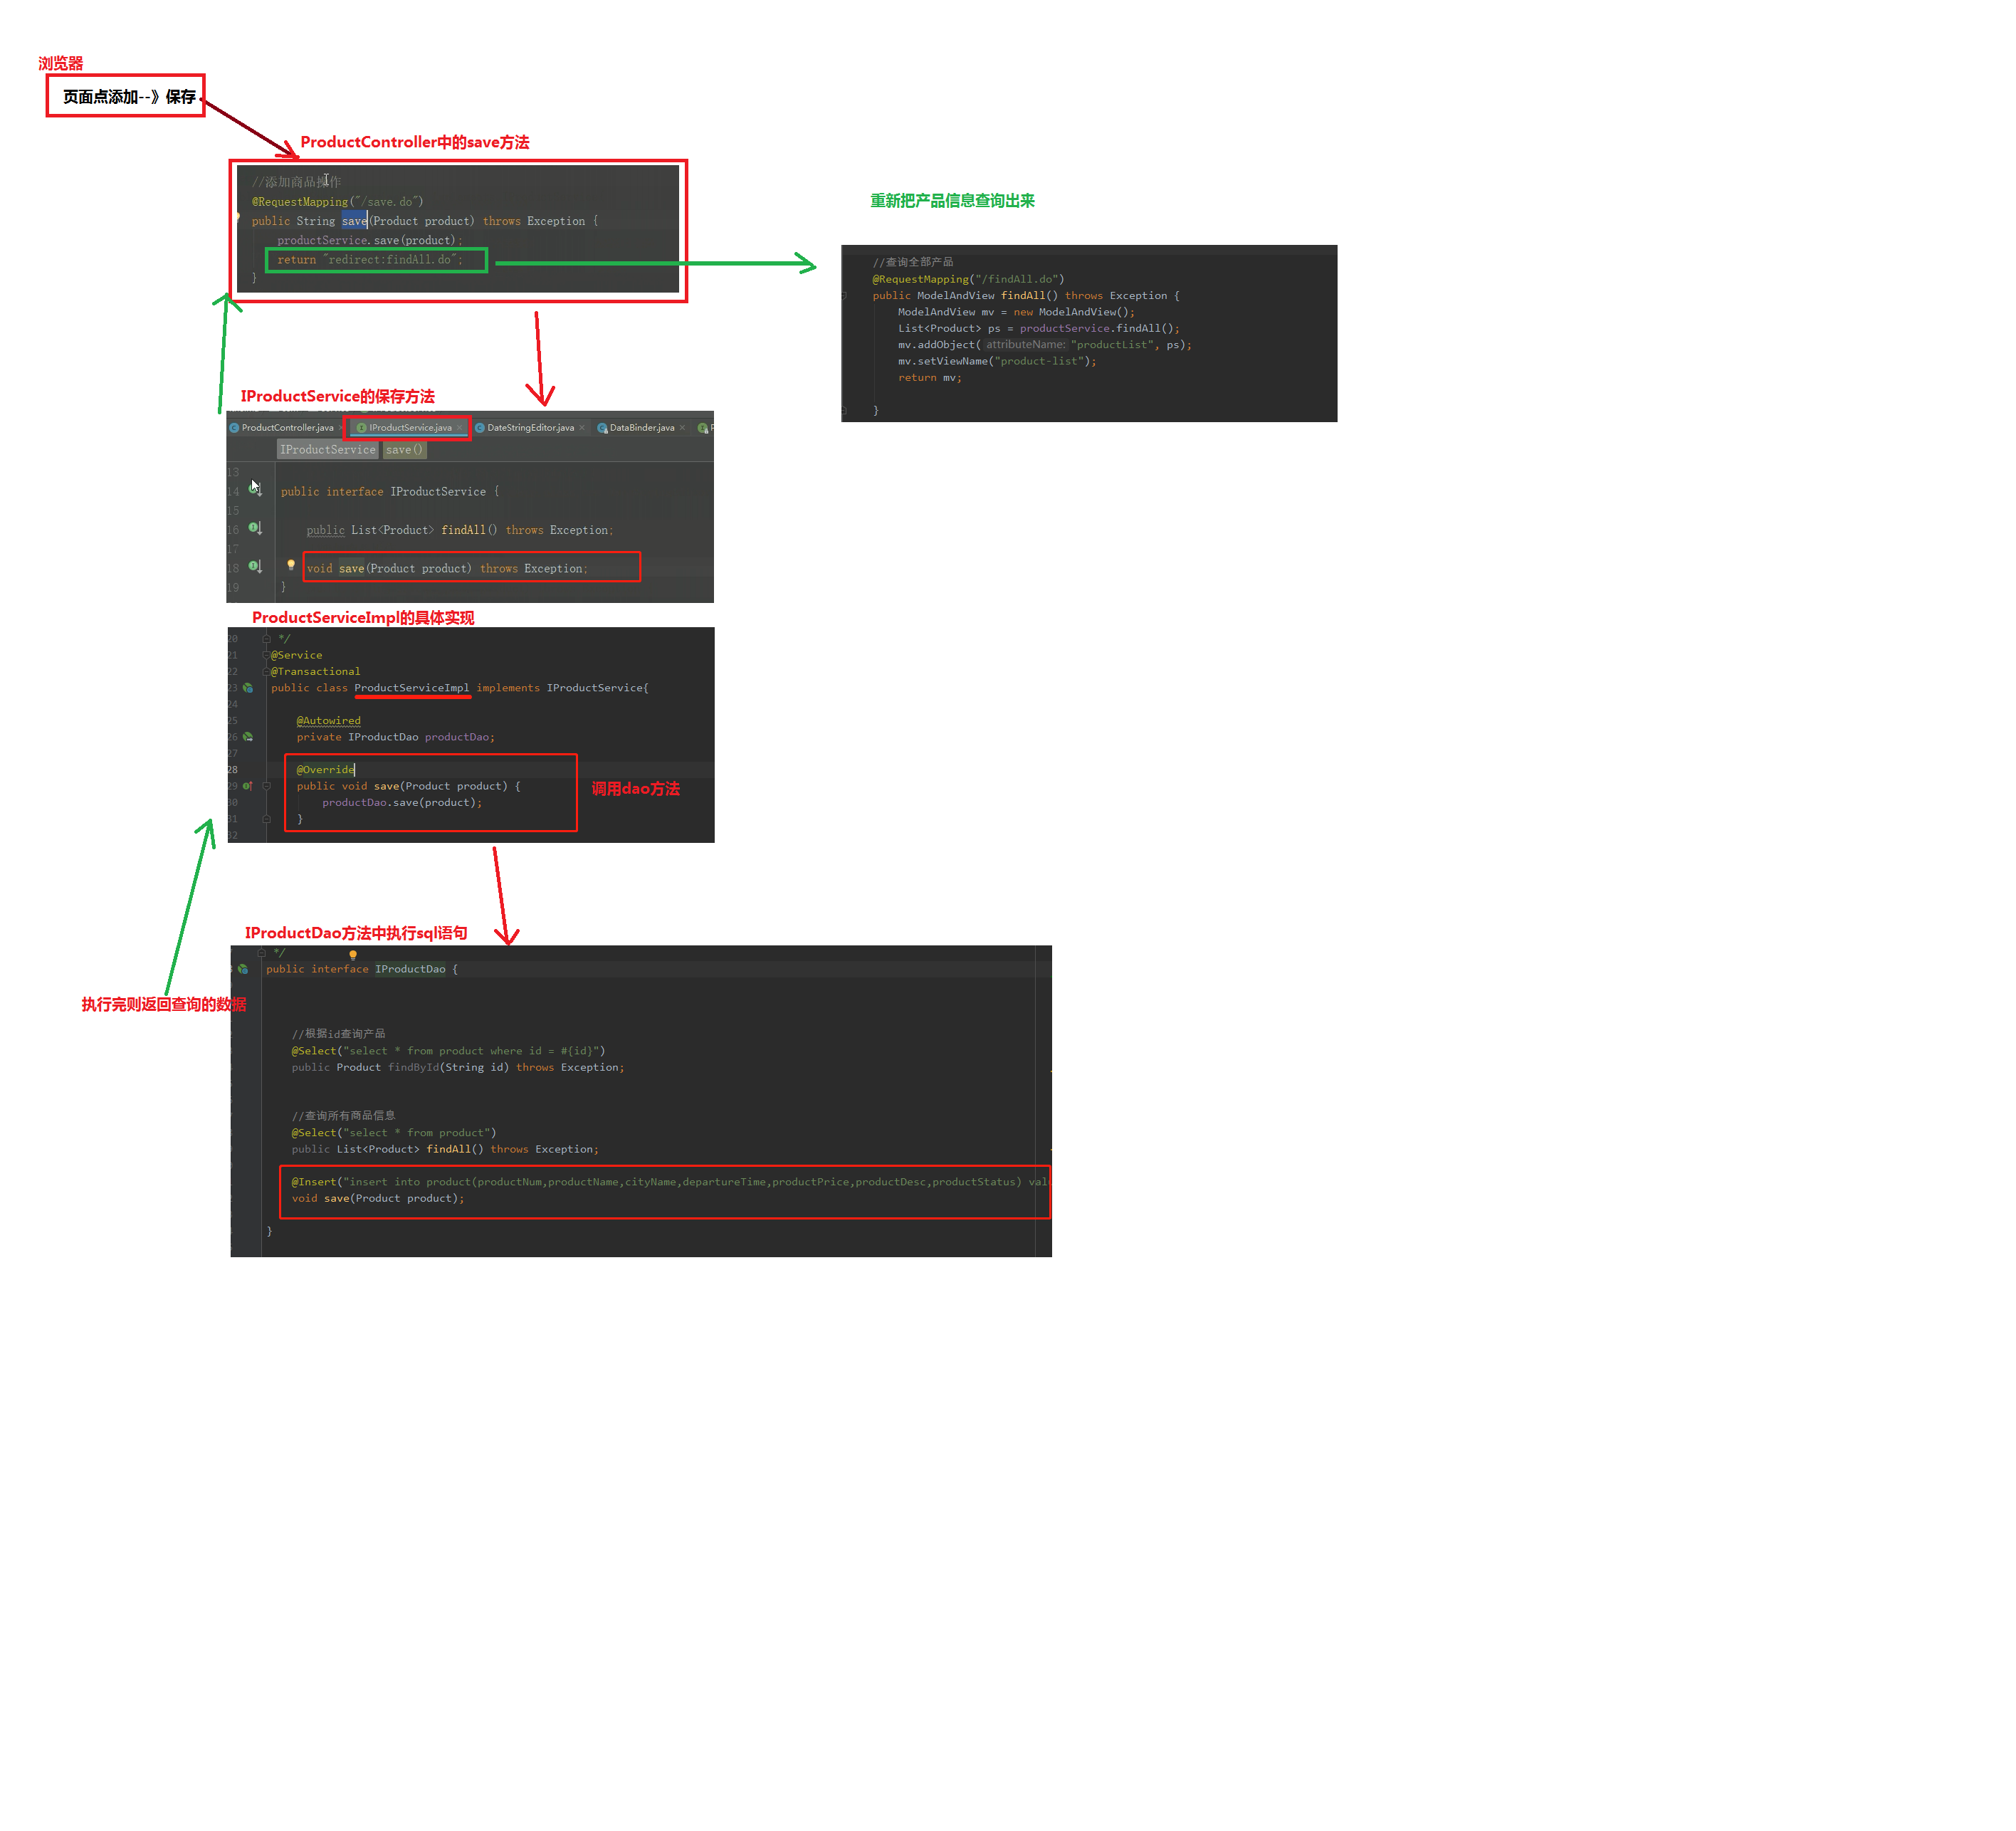 浏览器
页面点添加--》保存
ProductController中的save方法
//添加商品操作
@RequestMapping("/save.do")
public String save(Product product) throws Exception {
productService.save(product);
return "redirect:findAll.do";
}
重新把产品信息查询出来
//查询全部产品
@RequestMapping("/findAll.do")
public ModelAndView findAll() throws Exception {
ModelAndView mv = new ModelAndView();
List<Product> ps = productService.findAll();
mv.addObject( attributeName: "productList", ps);
mv.setViewName("product-list");
return mv;
}
IProductService的保存方法
ProductController.java × IProductService.java × DateStringEditor.java × DataBinder.java ×
IProductService save()
13
14 public interface IProductService {
15
16 public List<Product> findAll() throws Exception;
17
18 void save(Product product) throws Exception;
19 }
ProductServiceImpl的具体实现
20 */
21 @Service
22 @Transactional
23 public class ProductServiceImpl implements IProductService{
24
25 @Autowired
26 private IProductDao productDao;
27
28 @Override
29 public void save(Product product) {
30 productDao.save(product);
31 }
32
调用dao方法
IProductDao方法中执行sql语句
*/
public interface IProductDao {
执行完则返回查询的数据
//根据id查询产品
@Select("select * from product where id = #{id}")
public Product findById(String id) throws Exception;
//查询所有商品信息
@Select("select * from product")
public List<Product> findAll() throws Exception;
@Insert("insert into product(productNum,productName,cityName,departureTime,productPrice,productDesc,productStatus)
void save(Product product);
}